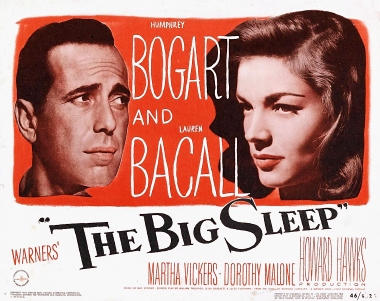 HUMPHREY
BOGART
AND
LAUREN
BACALL
WARNERS' "THE BIG SLEEP"
MARTHA VICKERS · DOROTHY MALONE
HOWARD HAWKS
PRODUCTION